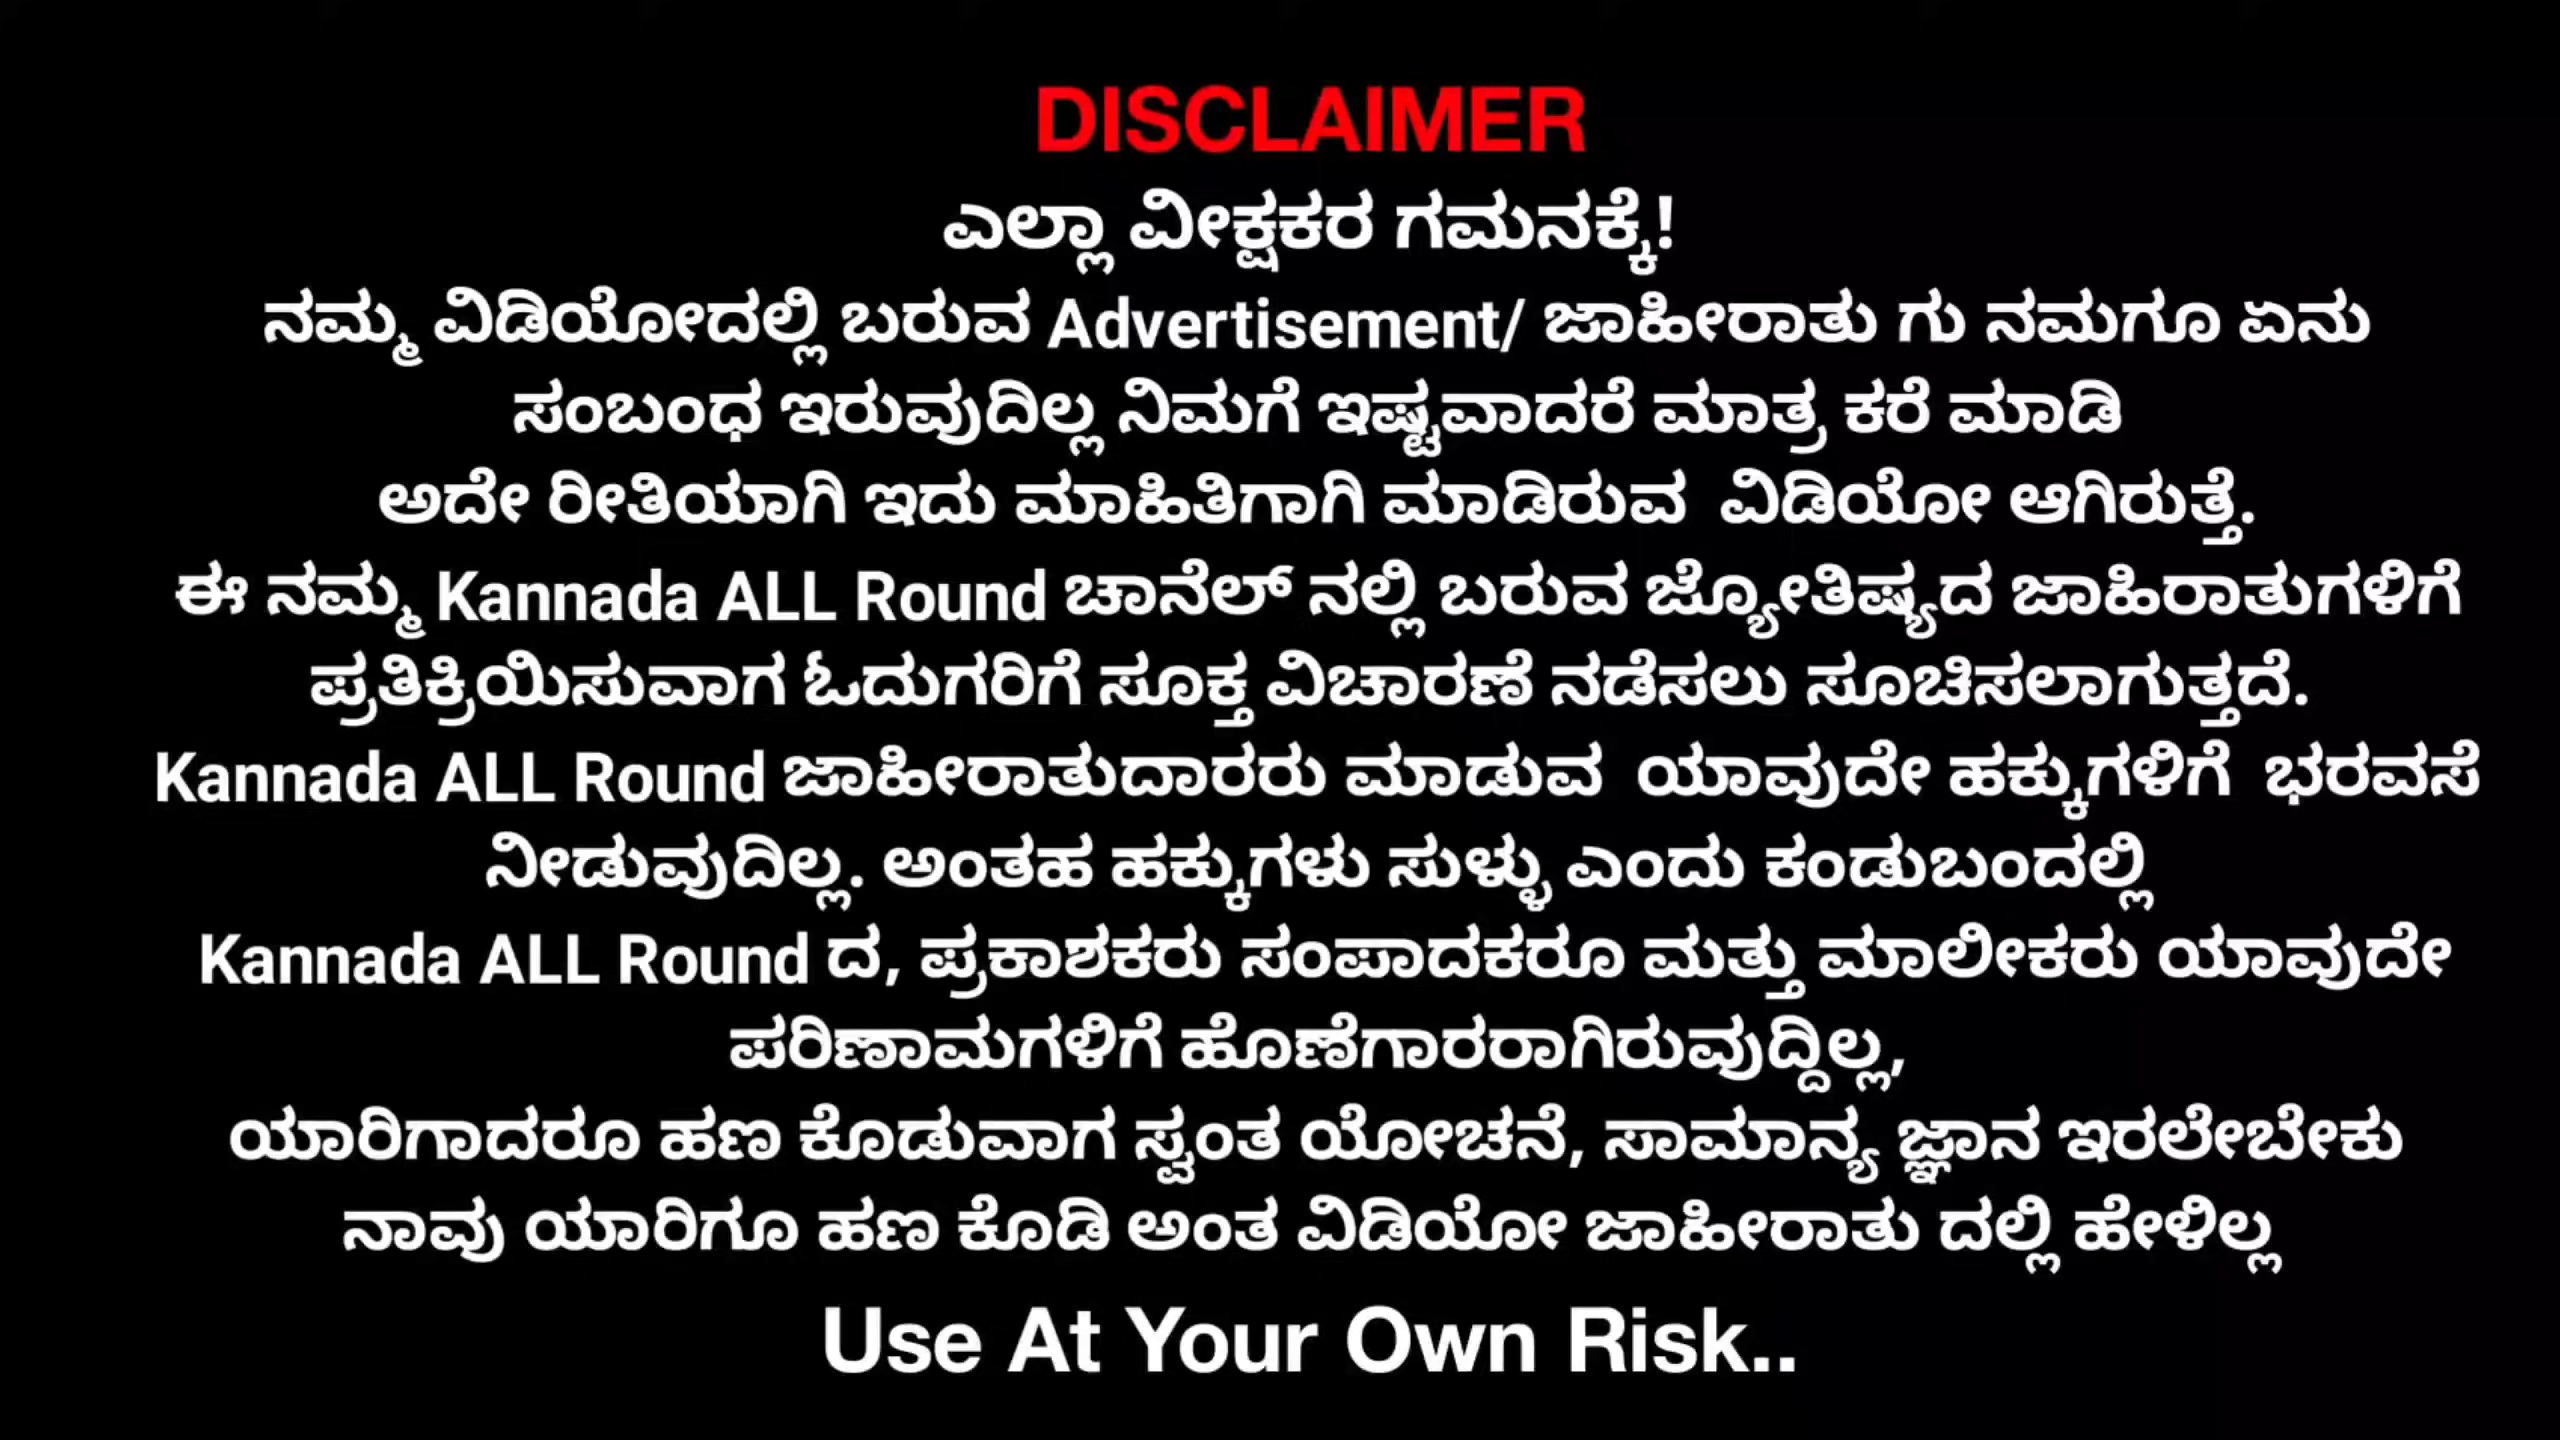 DISCLAIMER
ಎಲ್ಲಾ ವೀಕ್ಷಕರ ಗಮನಕ್ಕೆ!
ನಮ್ಮ ವಿಡಿಯೋದಲ್ಲಿ ಬರುವ Advertisement/ ಜಾಹೀರಾತು ಗು ನಮಗೂ ಏನು
ಸಂಬಂಧ ಇರುವುದಿಲ್ಲ ನಿಮಗೆ ಇಷ್ಟವಾದರೆ ಮಾತ್ರ ಕರೆ ಮಾಡಿ
ಅದೇ ರೀತಿಯಾಗಿ ಇದು ಮಾಹಿತಿಗಾಗಿ ಮಾಡಿರುವ ವಿಡಿಯೋ ಆಗಿರುತ್ತೆ.
ಈ ನಮ್ಮ Kannada ALL Round ಚಾನೆಲ್ ನಲ್ಲಿ ಬರುವ ಜ್ಯೋತಿಷ್ಯದ ಜಾಹಿರಾತುಗಳಿಗೆ
ಪ್ರತಿಕ್ರಿಯಿಸುವಾಗ ಓದುಗರಿಗೆ ಸೂಕ್ತ ವಿಚಾರಣೆ ನಡೆಸಲು ಸೂಚಿಸಲಾಗುತ್ತದೆ.
Kannada ALL Round ಜಾಹೀರಾತುದಾರರು ಮಾಡುವ ಯಾವುದೇ ಹಕ್ಕುಗಳಿಗೆ ಭರವಸೆ
ನೀಡುವುದಿಲ್ಲ. ಅಂತಹ ಹಕ್ಕುಗಳು ಸುಳ್ಳು ಎಂದು ಕಂಡುಬಂದಲ್ಲಿ
Kannada ALL Round ದ, ಪ್ರಕಾಶಕರು ಸಂಪಾದಕರೂ ಮತ್ತು ಮಾಲೀಕರು ಯಾವುದೇ
ಪರಿಣಾಮಗಳಿಗೆ ಹೊಣೆಗಾರರಾಗಿರುವುದ್ದಿಲ್ಲ,
ಯಾರಿಗಾದರೂ ಹಣ ಕೊಡುವಾಗ ಸ್ವಂತ ಯೋಚನೆ, ಸಾಮಾನ್ಯ ಜ್ಞಾನ ಇರಲೇಬೇಕು
ನಾವು ಯಾರಿಗೂ ಹಣ ಕೊಡಿ ಅಂತ ವಿಡಿಯೋ ಜಾಹೀರಾತು ದಲ್ಲಿ ಹೇಳಿಲ್ಲ
Use At Your Own Risk..